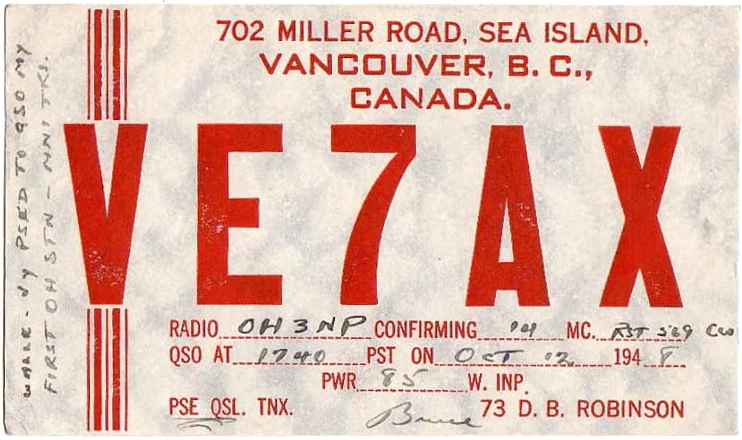 702 MILLER ROAD, SEA ISLAND,
VANCOUVER, B. C.,
CANADA.
VE7AX
RADIO OH3NP CONFIRMING '14 MC. RST 569 CW
QSO AT 1740 PST ON OCT 12 1948
PWR 85 W. INP.
PSE QSL. TNX. Bruce 73 D. B. ROBINSON
- VY PSED TO QSO MY
FIRST OH STN - MNI TKS.